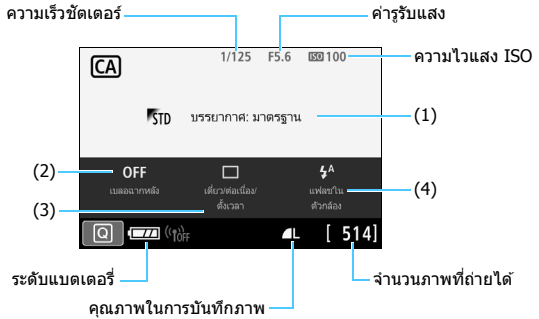 ความเร็วชัตเตอร์
ค่ารูรับแสง
CA
1/125 F5.6 ISO 100
ความไวแสง ISO
STD บรรยากาศ: มาตรฐาน
(1)
(2)
OFF
A
เบลอฉากหลัง
เดี่ยว/ต่อเนื่อง/
ตั้งเวลา
แฟลชใน
ตัวกล้อง
(3)
(4)
Q
OFF
L
[ 514]
ระดับแบตเตอรี่
จำนวนภาพที่ถ่ายได้
คุณภาพในการบันทึกภาพ